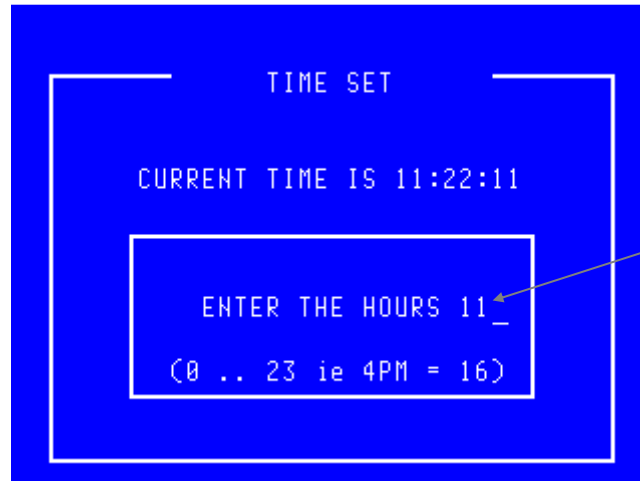 TIME SET
CURRENT TIME IS 11:22:11
ENTER THE HOURS 11_
(0 .. 23 ie 4PM = 16)